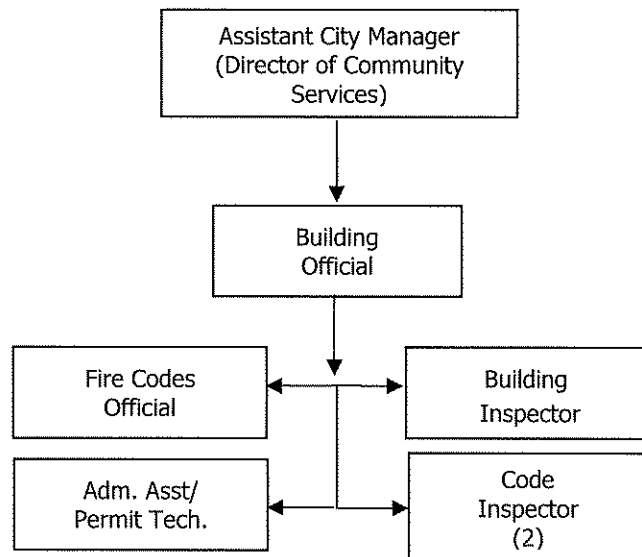 Assistant City Manager
(Director of Community
Services)
Building
Official
Fire Codes
Official
Building
Inspector
Adm. Asst/
Permit Tech.
Code
Inspector
(2)